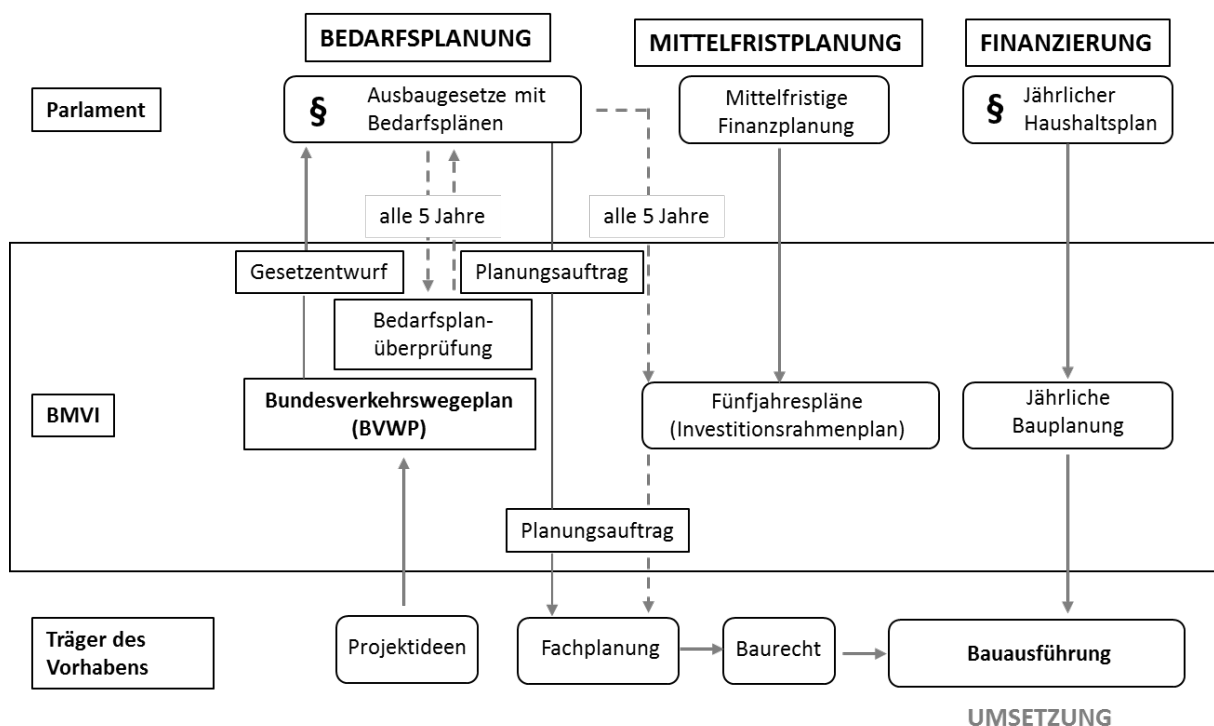 BEDARFSPLANUNG
MITTELFRISTPLANUNG
FINANZIERUNG
Parlament
§
Ausbaugesetze mit
Bedarfsplänen
Mittelfristige
Finanzplanung
§
Jährlicher
Haushaltsplan
alle 5 Jahre
alle 5 Jahre
Gesetzentwurf
Planungsauftrag
Bedarfsplan-
überprüfung
BMVI
Bundesverkehrswegeplan
(BVWP)
Fünfjahrespläne
(Investitionsrahmenplan)
Jährliche
Bauplanung
Planungsauftrag
Träger des
Vorhabens
Projektideen
Fachplanung
Baurecht
Bauausführung
UMSETZUNG